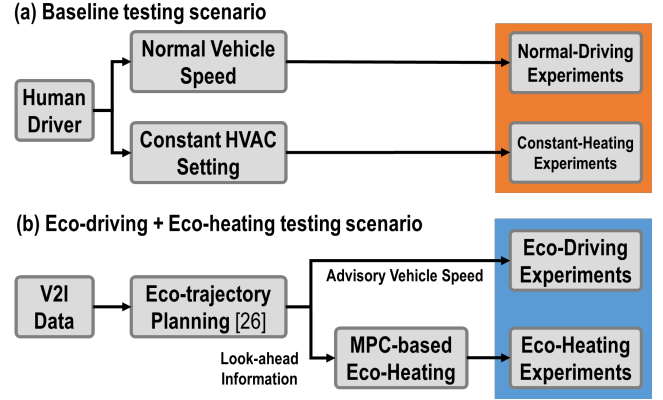 (a) Baseline testing scenario
Human
Driver
Normal Vehicle
Speed
Normal-Driving
Experiments
Constant HVAC
Setting
Constant-Heating
Experiments
(b) Eco-driving + Eco-heating testing scenario
V2I
Data
Eco-trajectory
Planning [26]
Advisory Vehicle Speed
Eco-Driving
Experiments
Look-ahead
Information
MPC-based
Eco-Heating
Eco-Heating
Experiments